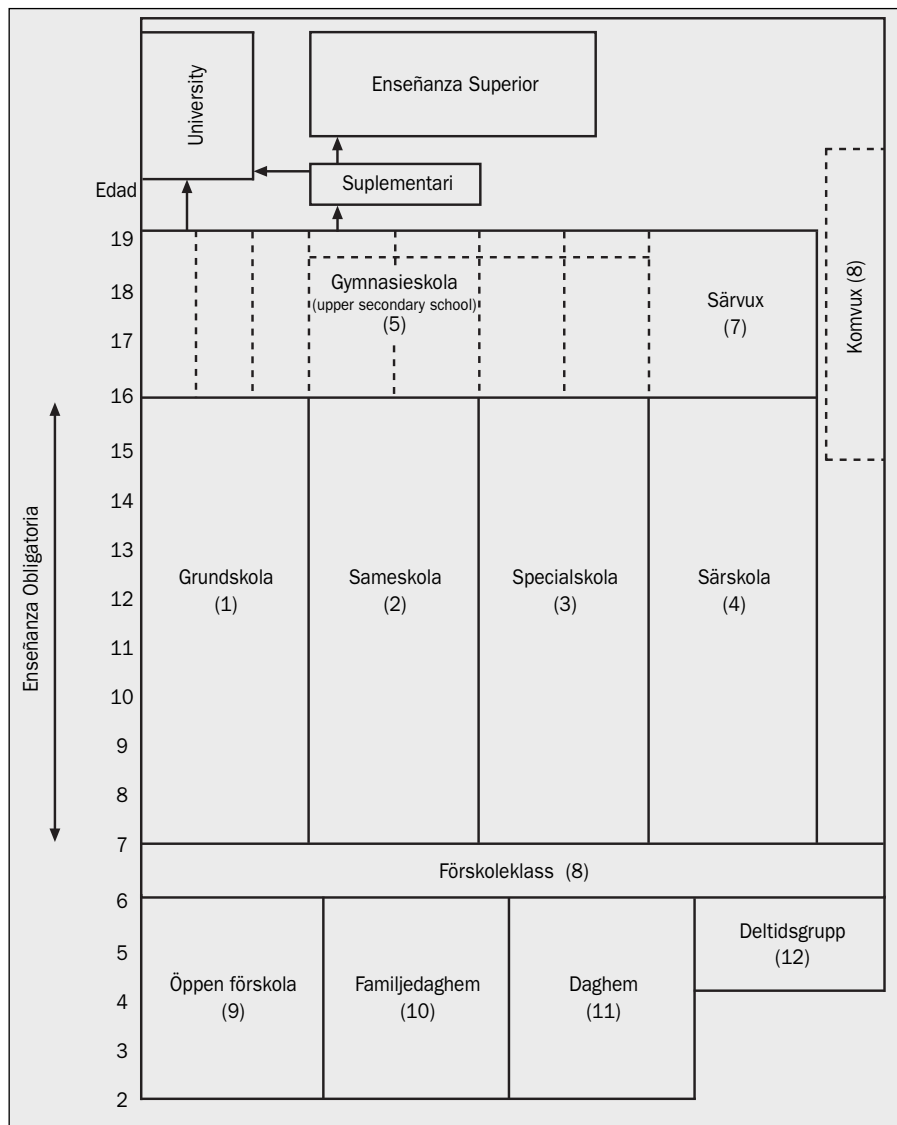 University
Enseñanza Superior
Suplementari
Edad
19
18
17
16
15
14
13
12
11
10
9
8
7
6
5
4
3
2
Enseñanza Obligatoria
Gymnasieskola
(upper secondary school)
(5)
Särvux
(7)
Komvux (8)
Grundskola
(1)
Sameskola
(2)
Specialskola
(3)
Särskola
(4)
Förskoleklass (8)
Öppen förskola
(9)
Familjedaghem
(10)
Daghem
(11)
Deltidsgrupp
(12)